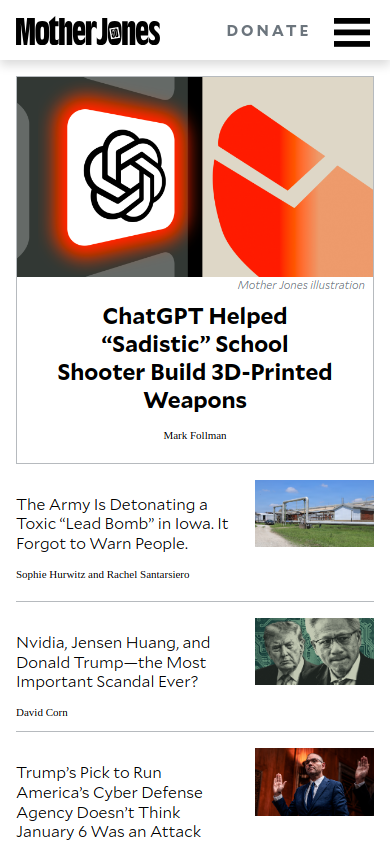 Mother Jones
50
DONATE
Mother Jones illustration
ChatGPT Helped
“Sadistic” School
Shooter Build 3D-Printed
Weapons
Mark Follman
The Army Is Detonating a
Toxic “Lead Bomb” in Iowa. It
Forgot to Warn People.
Sophie Hurwitz and Rachel Santarsiero
Nvidia, Jensen Huang, and
Donald Trump—the Most
Important Scandal Ever?
David Corn
Trump’s Pick to Run
America’s Cyber Defense
Agency Doesn’t Think
January 6 Was an Attack